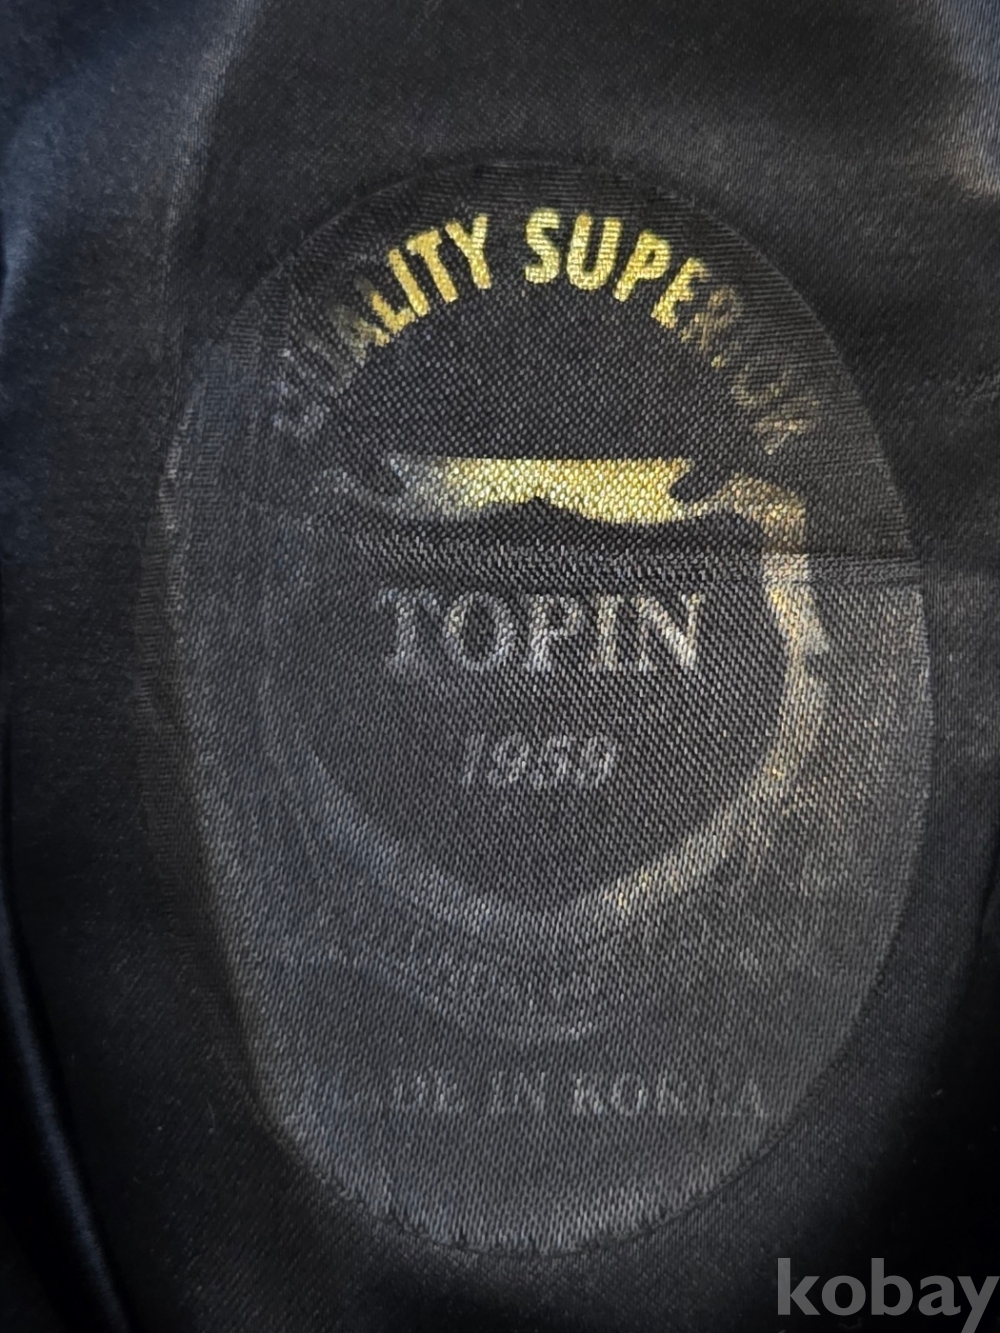 QUALITY SUPERIOR
TOPIN
1959
MADE IN KOREA
kobay